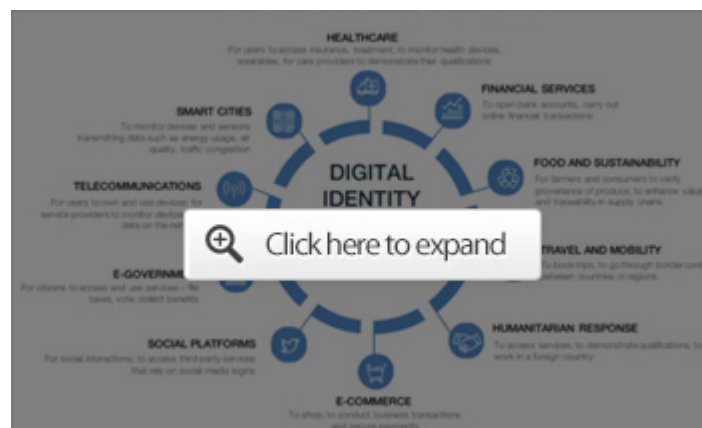 HEALTHCARE
For users to access insurance, treatment; to monitor health devices,
wearables; for care providers to demonstrate their qualifications
FINANCIAL SERVICES
To open bank accounts, carry out
online financial transactions
FOOD AND SUSTAINABILITY
For farmers and consumers to verify
provenance of produce, to enhance value
and traceability in supply chains
TRAVEL AND MOBILITY
To book trips, to go through border
between countries or regions.
HUMANITARIAN RESPONSE
To access services, to demonstrate qualifications to
work in a foreign country
E-COMMERCE
To shop; to conduct business transactions
and secure payments
SOCIAL PLATFORMS
For social interactions; to access third-party services
that rely on social media logins
For citizens to access and use services – file
taxes, vote, collect benefits
TELECOMMUNICATIONS
For users to own and use devices; for
service providers to monitor
data on the
SMART CITIES
To monitor devices and sensors
transmitting data such as energy usage, air
quality, traffic congestion
DIGITAL
IDENTITY
Click here to expand